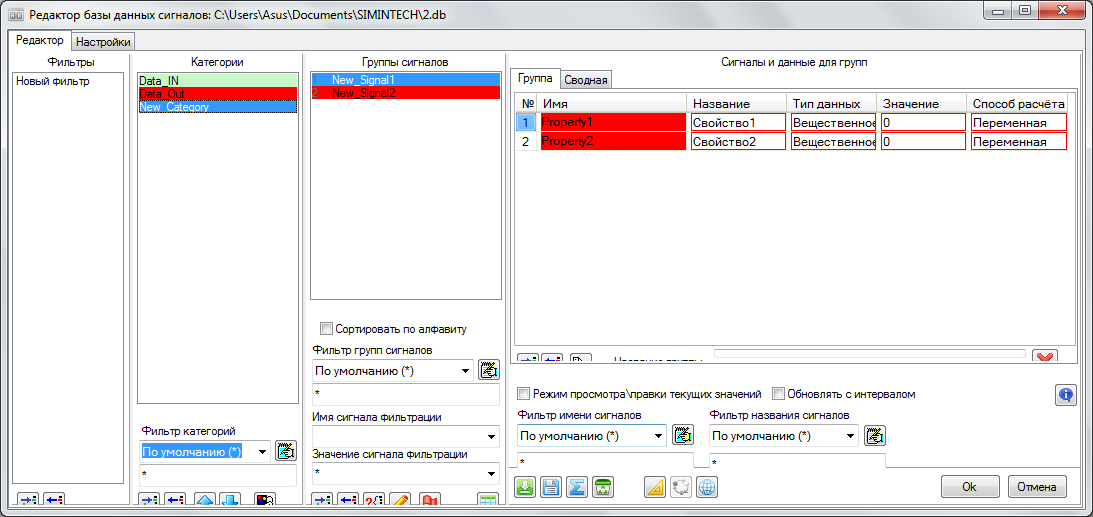 Редактор базы данных сигналов: C:\Users\Asus\Documents\SIMINTECH\2.db
Редактор Настройки
Фильтры
Новый фильтр
Категории
Data_IN
Data_Out
New_Category
Фильтр категорий
По умолчанию (*)
*
Группы сигналов
1 New_Signal1
2 New_Signal2
Сортировать по алфавиту
Фильтр групп сигналов
По умолчанию (*)
*
Имя сигнала фильтрации
Значение сигнала фильтрации
*
Сигналы и данные для групп
Группа Сводная
№ Имя Название Тип данных Значение Способ расчёта
1 Property1 Свойство1 Вещественное 0 Переменная
2 Property2 Свойство2 Вещественное 0 Переменная
Название группы
Режим просмотра\правки текущих значений Обновлять с интервалом
Фильтр имени сигналов Фильтр названия сигналов
По умолчанию (*) По умолчанию (*)
* *
Ok Отмена